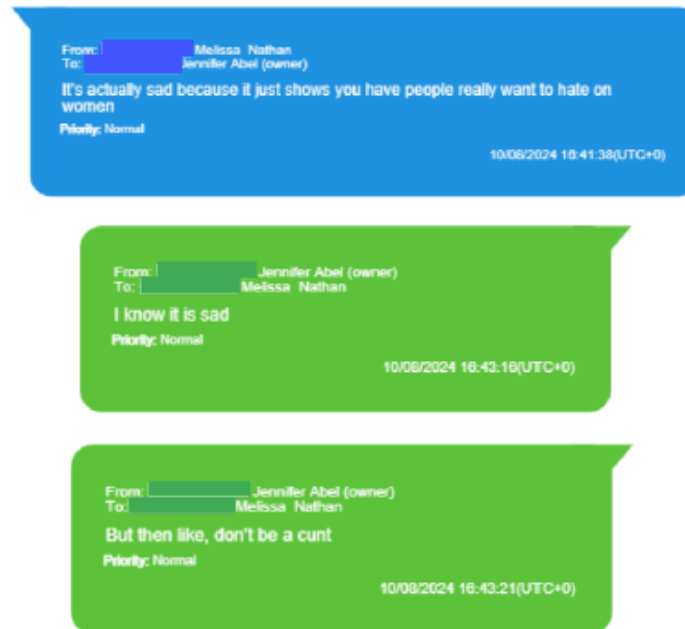 From: Melissa Nathan
To: Jennifer Abel (owner)
It's actually sad because it just shows you have people really want to hate on
women
Priority: Normal
10/08/2024 16:41:38(UTC+0)
From: Jennifer Abel (owner)
To: Melissa Nathan
I know it is sad
Priority: Normal
10/08/2024 16:43:16(UTC+0)
From: Jennifer Abel (owner)
To: Melissa Nathan
But then like, don't be a cunt
Priority: Normal
10/08/2024 16:43:21(UTC+0)